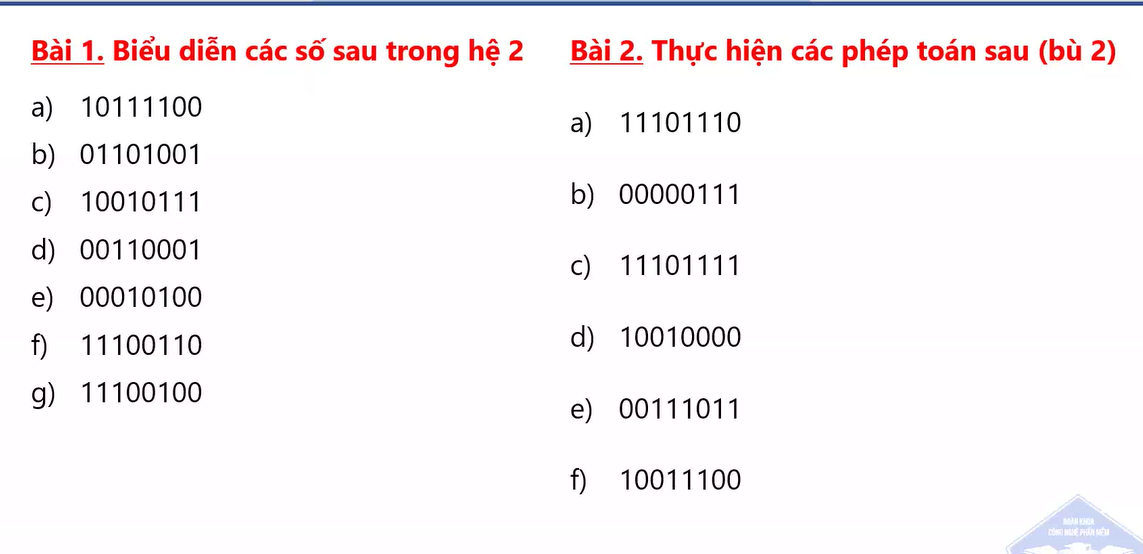 Bài 1. Biểu diễn các số sau trong hệ 2
a) 10111100
b) 01101001
c) 10010111
d) 00110001
e) 00010100
f) 11100110
g) 11100100
Bài 2. Thực hiện các phép toán sau (bù 2)
a) 11101110
b) 00000111
c) 11101111
d) 10010000
e) 00111011
f) 10011100
CÔNG NGHỆ PHẦN MỀM